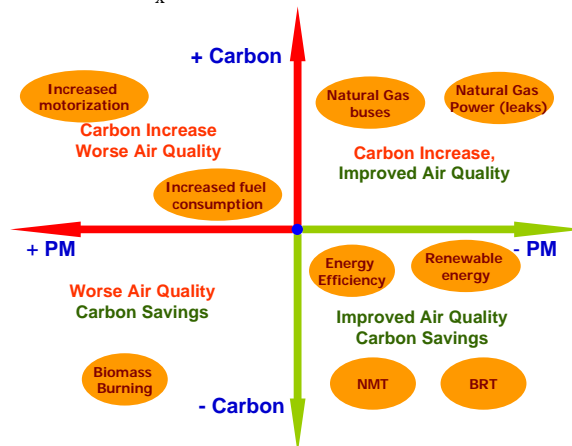 x
+ Carbon
Increased
motorization
Natural Gas
buses
Natural Gas
Power (leaks)
Carbon Increase
Worse Air Quality
Carbon Increase,
Improved Air Quality
Increased fuel
consumption
+ PM
- PM
Energy
Efficiency
Renewable
energy
Worse Air Quality
Carbon Savings
Improved Air Quality
Carbon Savings
Biomass
Burning
NMT
BRT
- Carbon